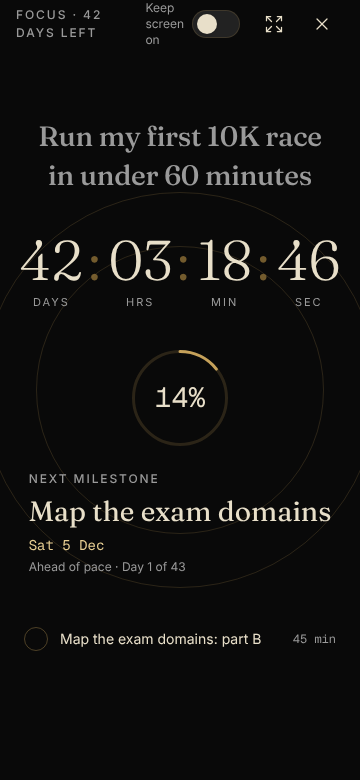 FOCUS · 42
DAYS LEFT
Keep
screen
on
Run my first 10K race
in under 60 minutes
42:03:18:46
DAYS HRS MIN SEC
14%
NEXT MILESTONE
Map the exam domains
Sat 5 Dec
Ahead of pace · Day 1 of 43
Map the exam domains: part B 45 min